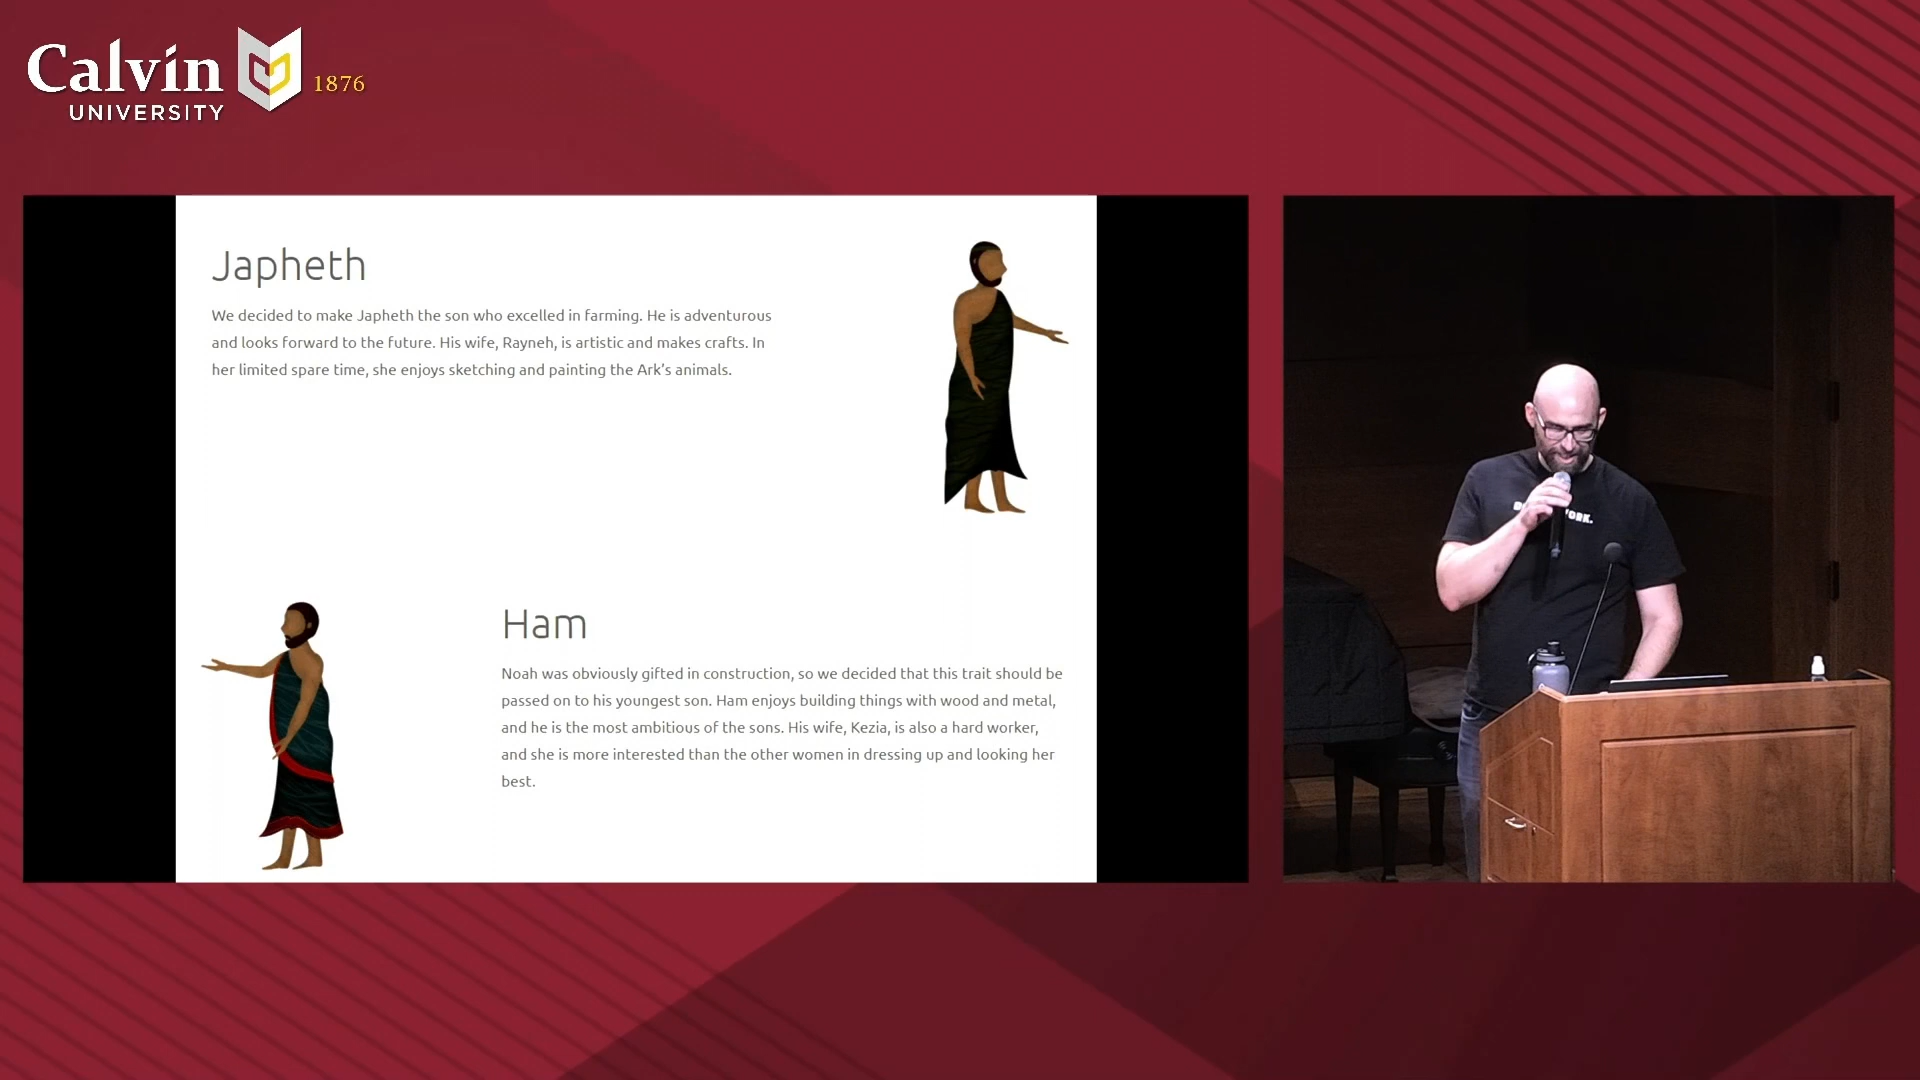 Calvin
UNIVERSITY
1876
Japheth
We decided to make Japheth the son who excelled in farming. He is adventurous
and looks forward to the future. His wife, Rayneh, is artistic and makes crafts. In
her limited spare time, she enjoys sketching and painting the Ark’s animals.
Ham
Noah was obviously gifted in construction, so we decided that this trait should be
passed on to his youngest son. Ham enjoys building things with wood and metal,
and he is the most ambitious of the sons. His wife, Kezia, is also a hard worker,
and she is more interested than the other women in dressing up and looking her
best.